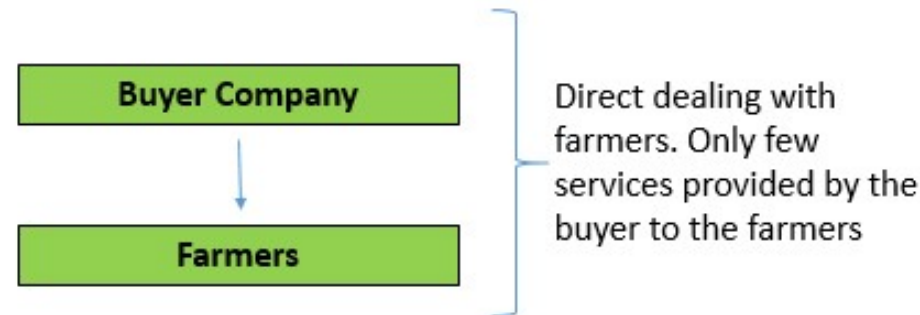 Buyer Company
Direct dealing with
farmers. Only few
services provided by the
buyer to the farmers
Farmers